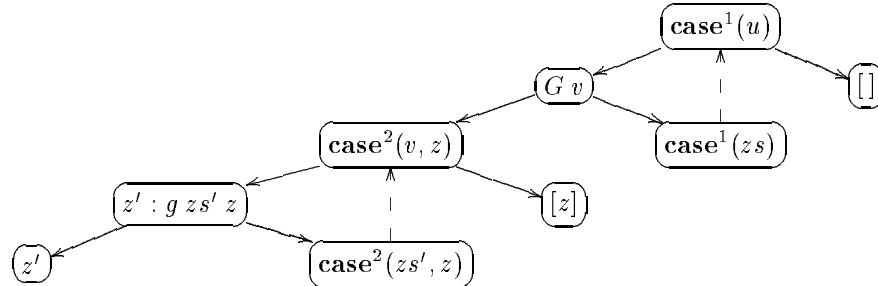 case¹(u)
G v
[ ]
case²(v, z)
case¹(zs)
z′ : g zs′ z
[z]
z′
case²(zs′, z)